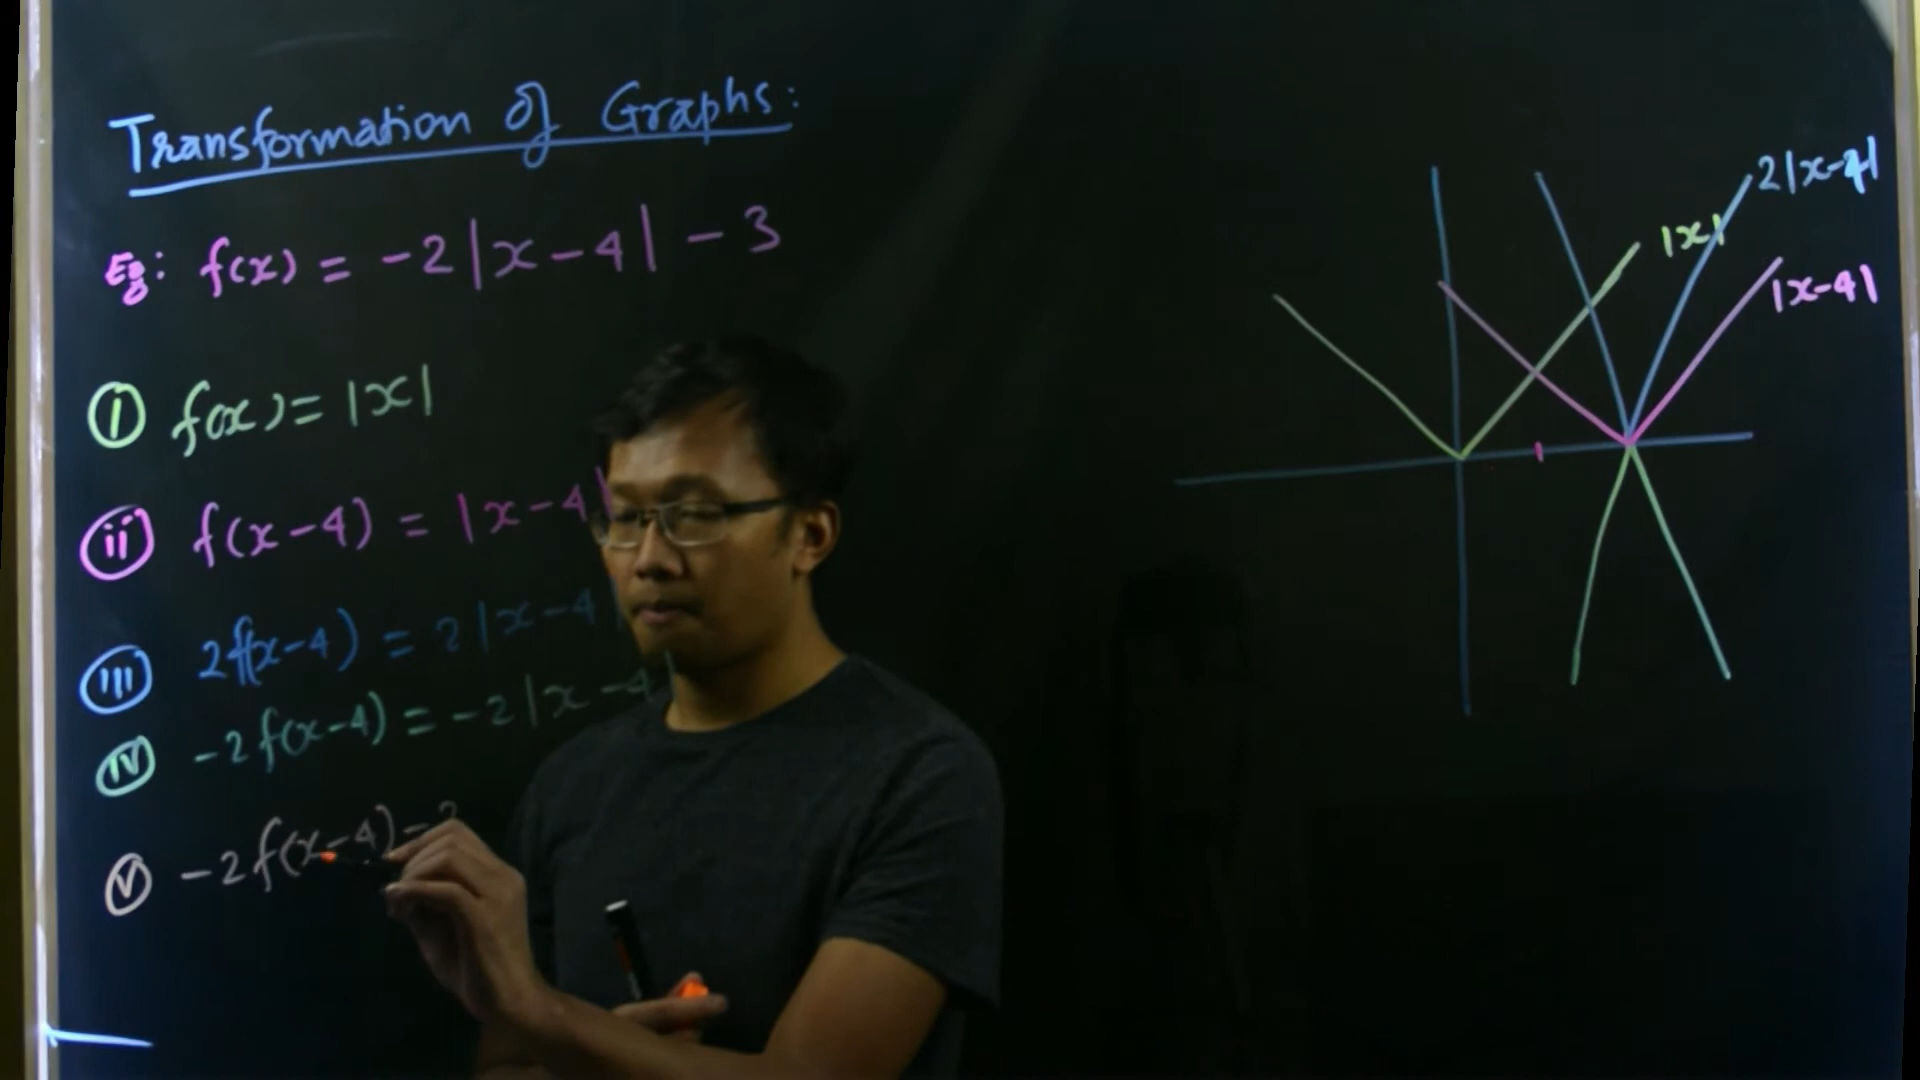 Transformation of Graphs:
Eg: f(x) = -2|x-4| - 3
(i) f(x) = |x|
(ii) f(x-4) = |x-4|
(iii) 2f(x-4) = 2|x-4|
(iv) -2f(x-4) = -2|x-4|
(v) -2f(x-4)-3
2|x-4|
|x|
|x-4|